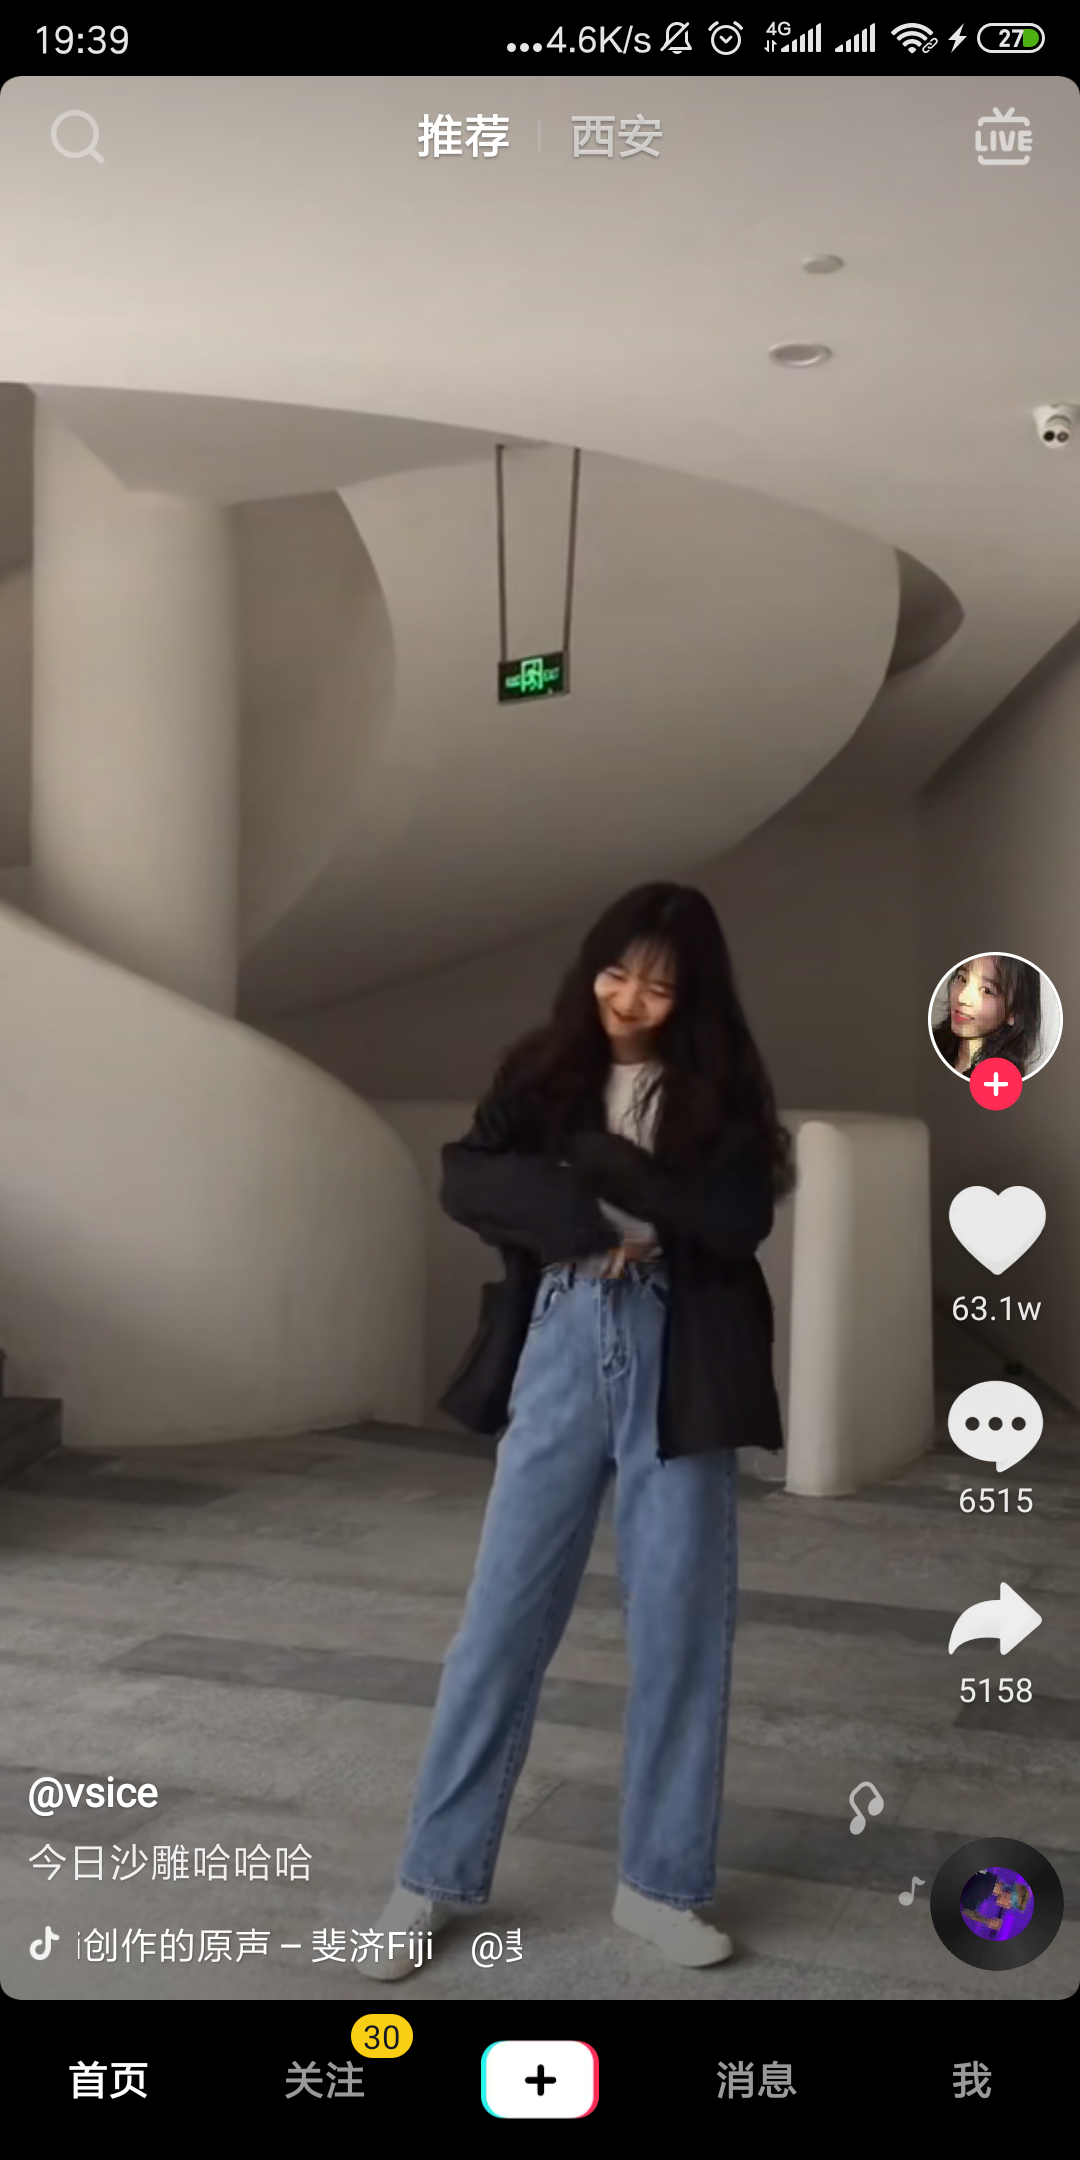 19:39
...4.6K/s 4G 27
推荐 西安 LIVE
63.1w
6515
5158
@vsice
今日沙雕哈哈哈
创作的原声 – 斐济Fiji @
30
首页 关注 消息 我